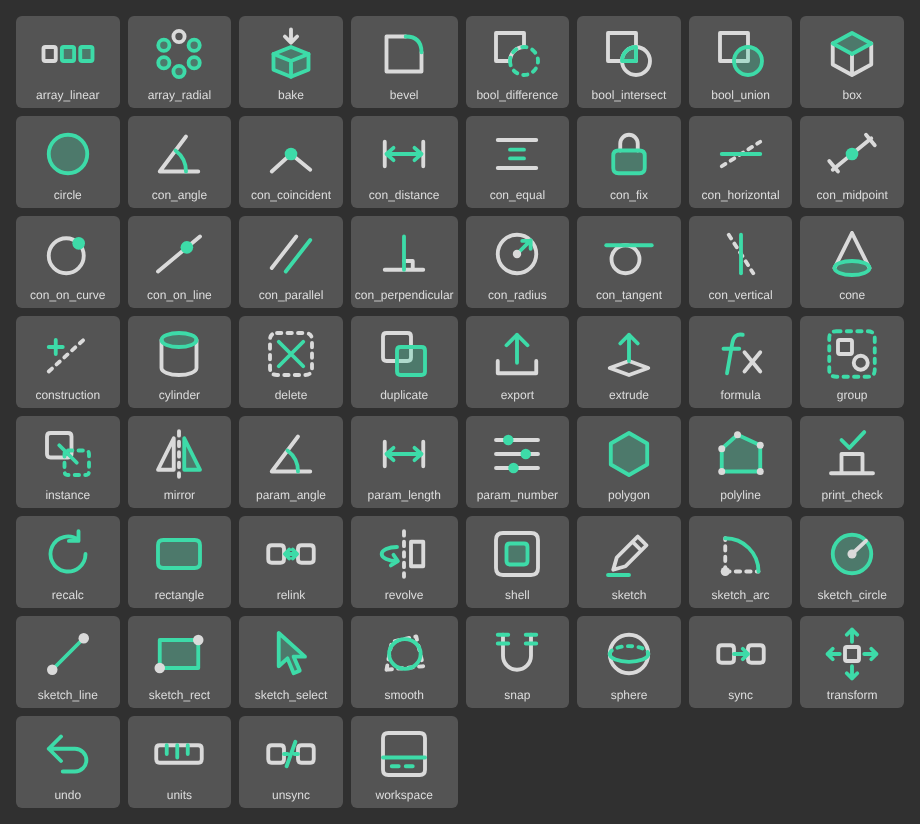 array_linear
array_radial
bake
bevel
bool_difference
bool_intersect
bool_union
box
circle
con_angle
con_coincident
con_distance
con_equal
con_fix
con_horizontal
con_midpoint
con_on_curve
con_on_line
con_parallel
con_perpendicular
con_radius
con_tangent
con_vertical
cone
construction
cylinder
delete
duplicate
export
extrude
formula
group
instance
mirror
param_angle
param_length
param_number
polygon
polyline
print_check
recalc
rectangle
relink
revolve
shell
sketch
sketch_arc
sketch_circle
sketch_line
sketch_rect
sketch_select
smooth
snap
sphere
sync
transform
undo
units
unsync
workspace